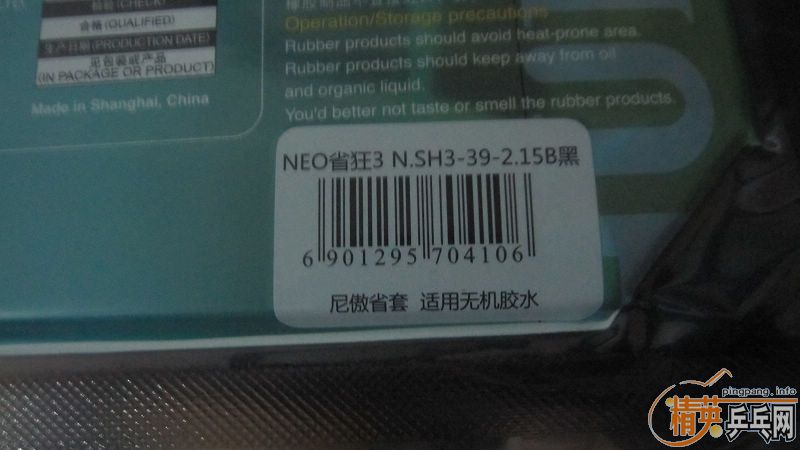 检验(CHECK)
合格(QUALIFIED)
生产日期(PRODUCTION DATE)
见包装或产品
(IN PACKAGE OR PRODUCT)
Made in Shanghai, China
Operation/Storage precautions
Rubber products should avoid heat-prone area.
Rubber products should keep away from oil
and organic liquid.
You'd better not taste or smell the rubber products.
NEO省狂3 N.SH3-39-2.15B黑
6 901295 704106
尼傲省套 适用无机胶水
pingpang.info
精英乒乓网